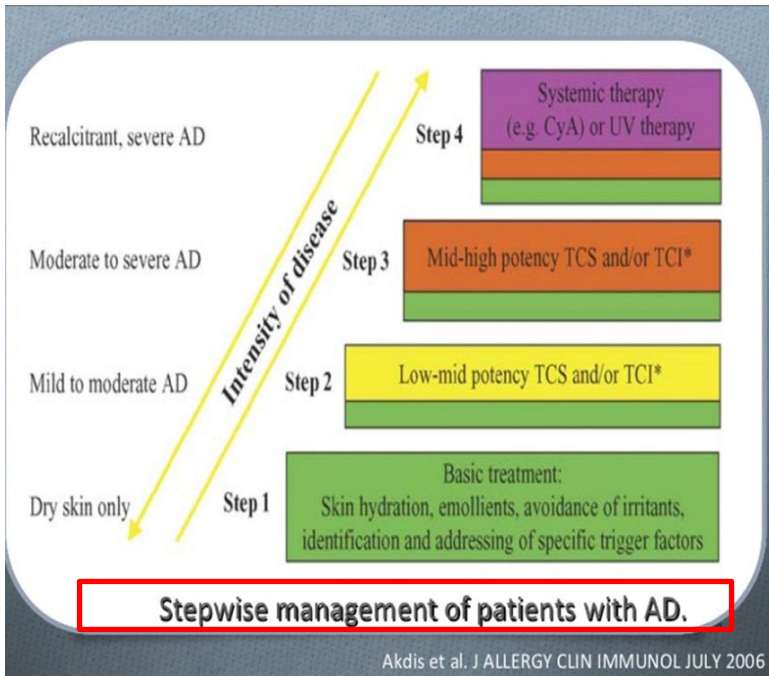 Recalcitrant, severe AD
Step 4
Systemic therapy
(e.g. CyA) or UV therapy
Intensity of disease
Moderate to severe AD
Step 3
Mid-high potency TCS and/or TCI*
Mild to moderate AD
Step 2
Low-mid potency TCS and/or TCI*
Dry skin only
Step 1
Basic treatment:
Skin hydration, emollients, avoidance of irritants,
identification and addressing of specific trigger factors
Stepwise management of patients with AD.
Akdis et al. J ALLERGY CLIN IMMUNOL JULY 2006